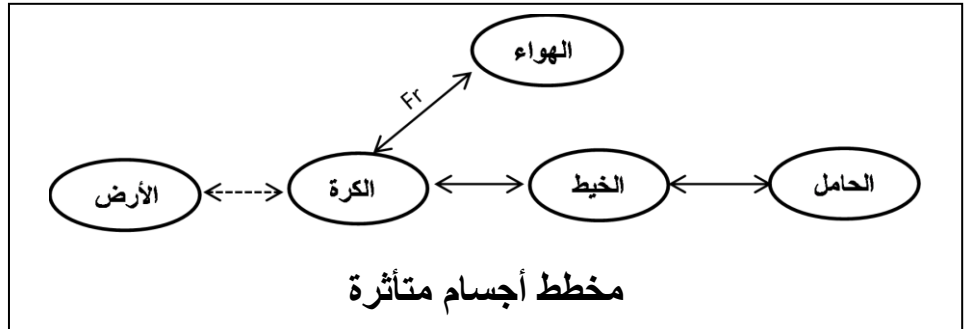 الهواء
Fr
الحامل
الخيط
الكرة
الأرض
مخطط أجسام متأثرة